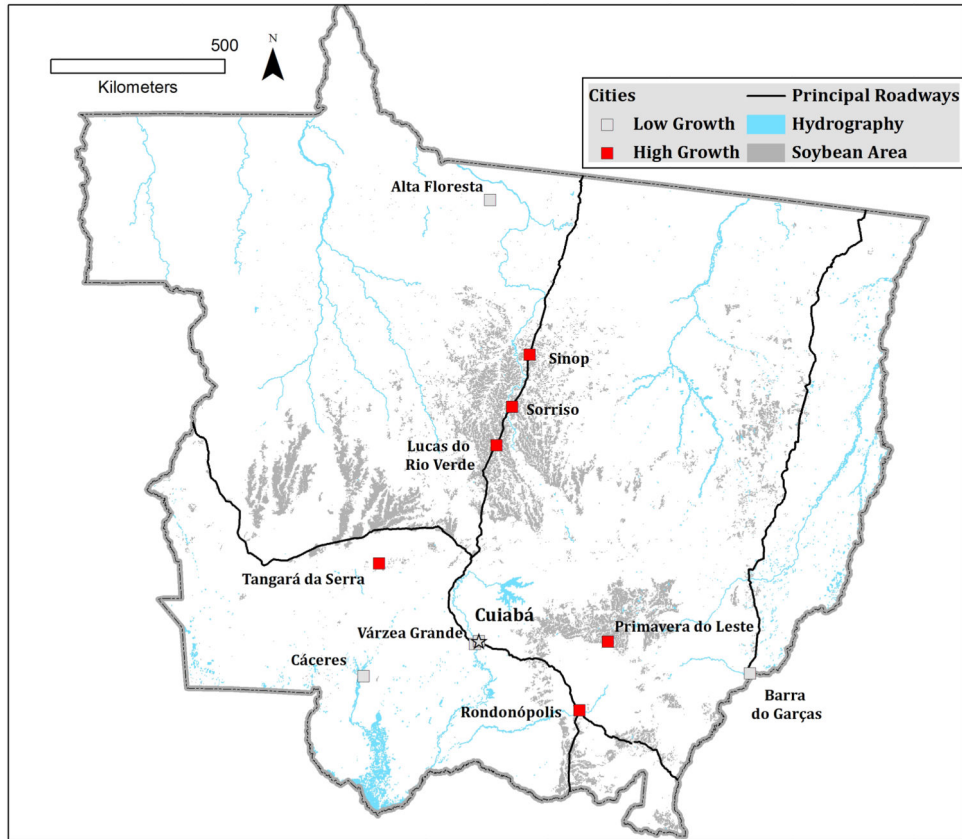 500
N
Kilometers
Cities
Principal Roadways
Low Growth
Hydrography
High Growth
Soybean Area
Alta Floresta
Sinop
Sorriso
Lucas do
Rio Verde
Tangará da Serra
Cuiabá
Várzea Grande
Primavera do Leste
Cáceres
Barra
do Garças
Rondonópolis